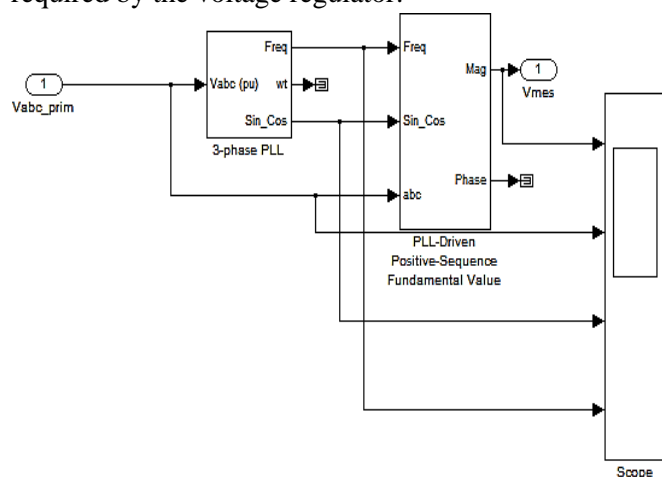 required by the voltage regulator.
Freq
Freq
Mag
1
Vmes
1
Vabc_prim
Vabc (pu)
wt
Sin_Cos
Sin_Cos
3-phase PLL
abc
Phase
PLL-Driven
Positive-Sequence
Fundamental Value
Scope